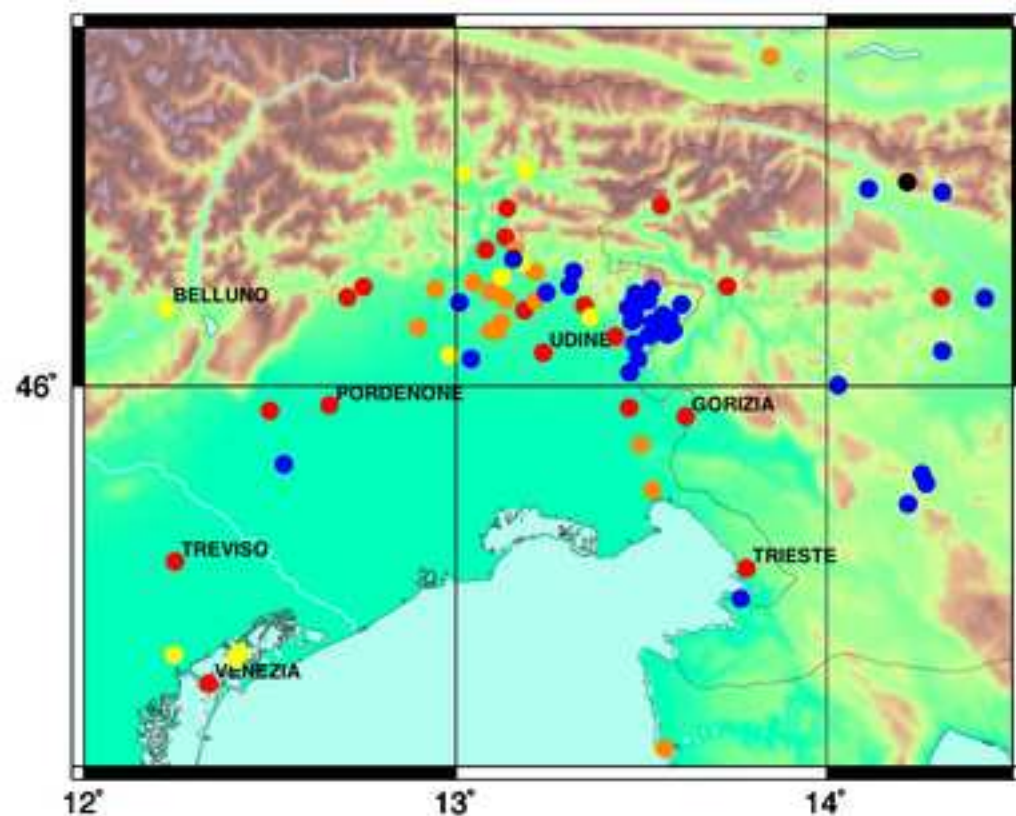 BELLUNO
UDINE
46°
PORDENONE
GORIZIA
TREVISO
TRIESTE
VENEZIA
12° 13° 14°